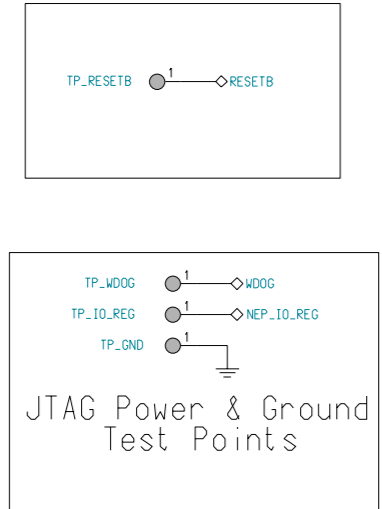 TP_RESETB 1 RESETB
TP_WDOG 1 WDOG
TP_IO_REG 1 NEP_IO_REG
TP_GND 1
JTAG Power & Ground
Test Points